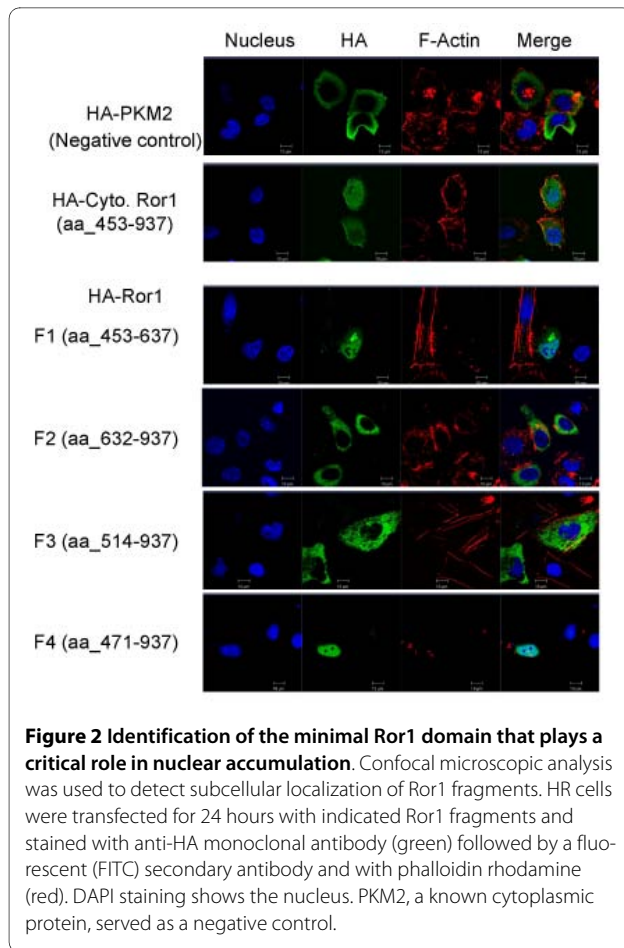 Nucleus HA F-Actin Merge
HA-PKM2
(Negative control)
HA-Cyto. Ror1
(aa_453-937)
HA-Ror1
F1 (aa_453-637)
F2 (aa_632-937)
F3 (aa_514-937)
F4 (aa_471-937)
Figure 2 Identification of the minimal Ror1 domain that plays a
critical role in nuclear accumulation. Confocal microscopic analysis
was used to detect subcellular localization of Ror1 fragments. HR cells
were transfected for 24 hours with indicated Ror1 fragments and
stained with anti-HA monoclonal antibody (green) followed by a fluo-
rescent (FITC) secondary antibody and with phalloidin rhodamine
(red). DAPI staining shows the nucleus. PKM2, a known cytoplasmic
protein, served as a negative control.